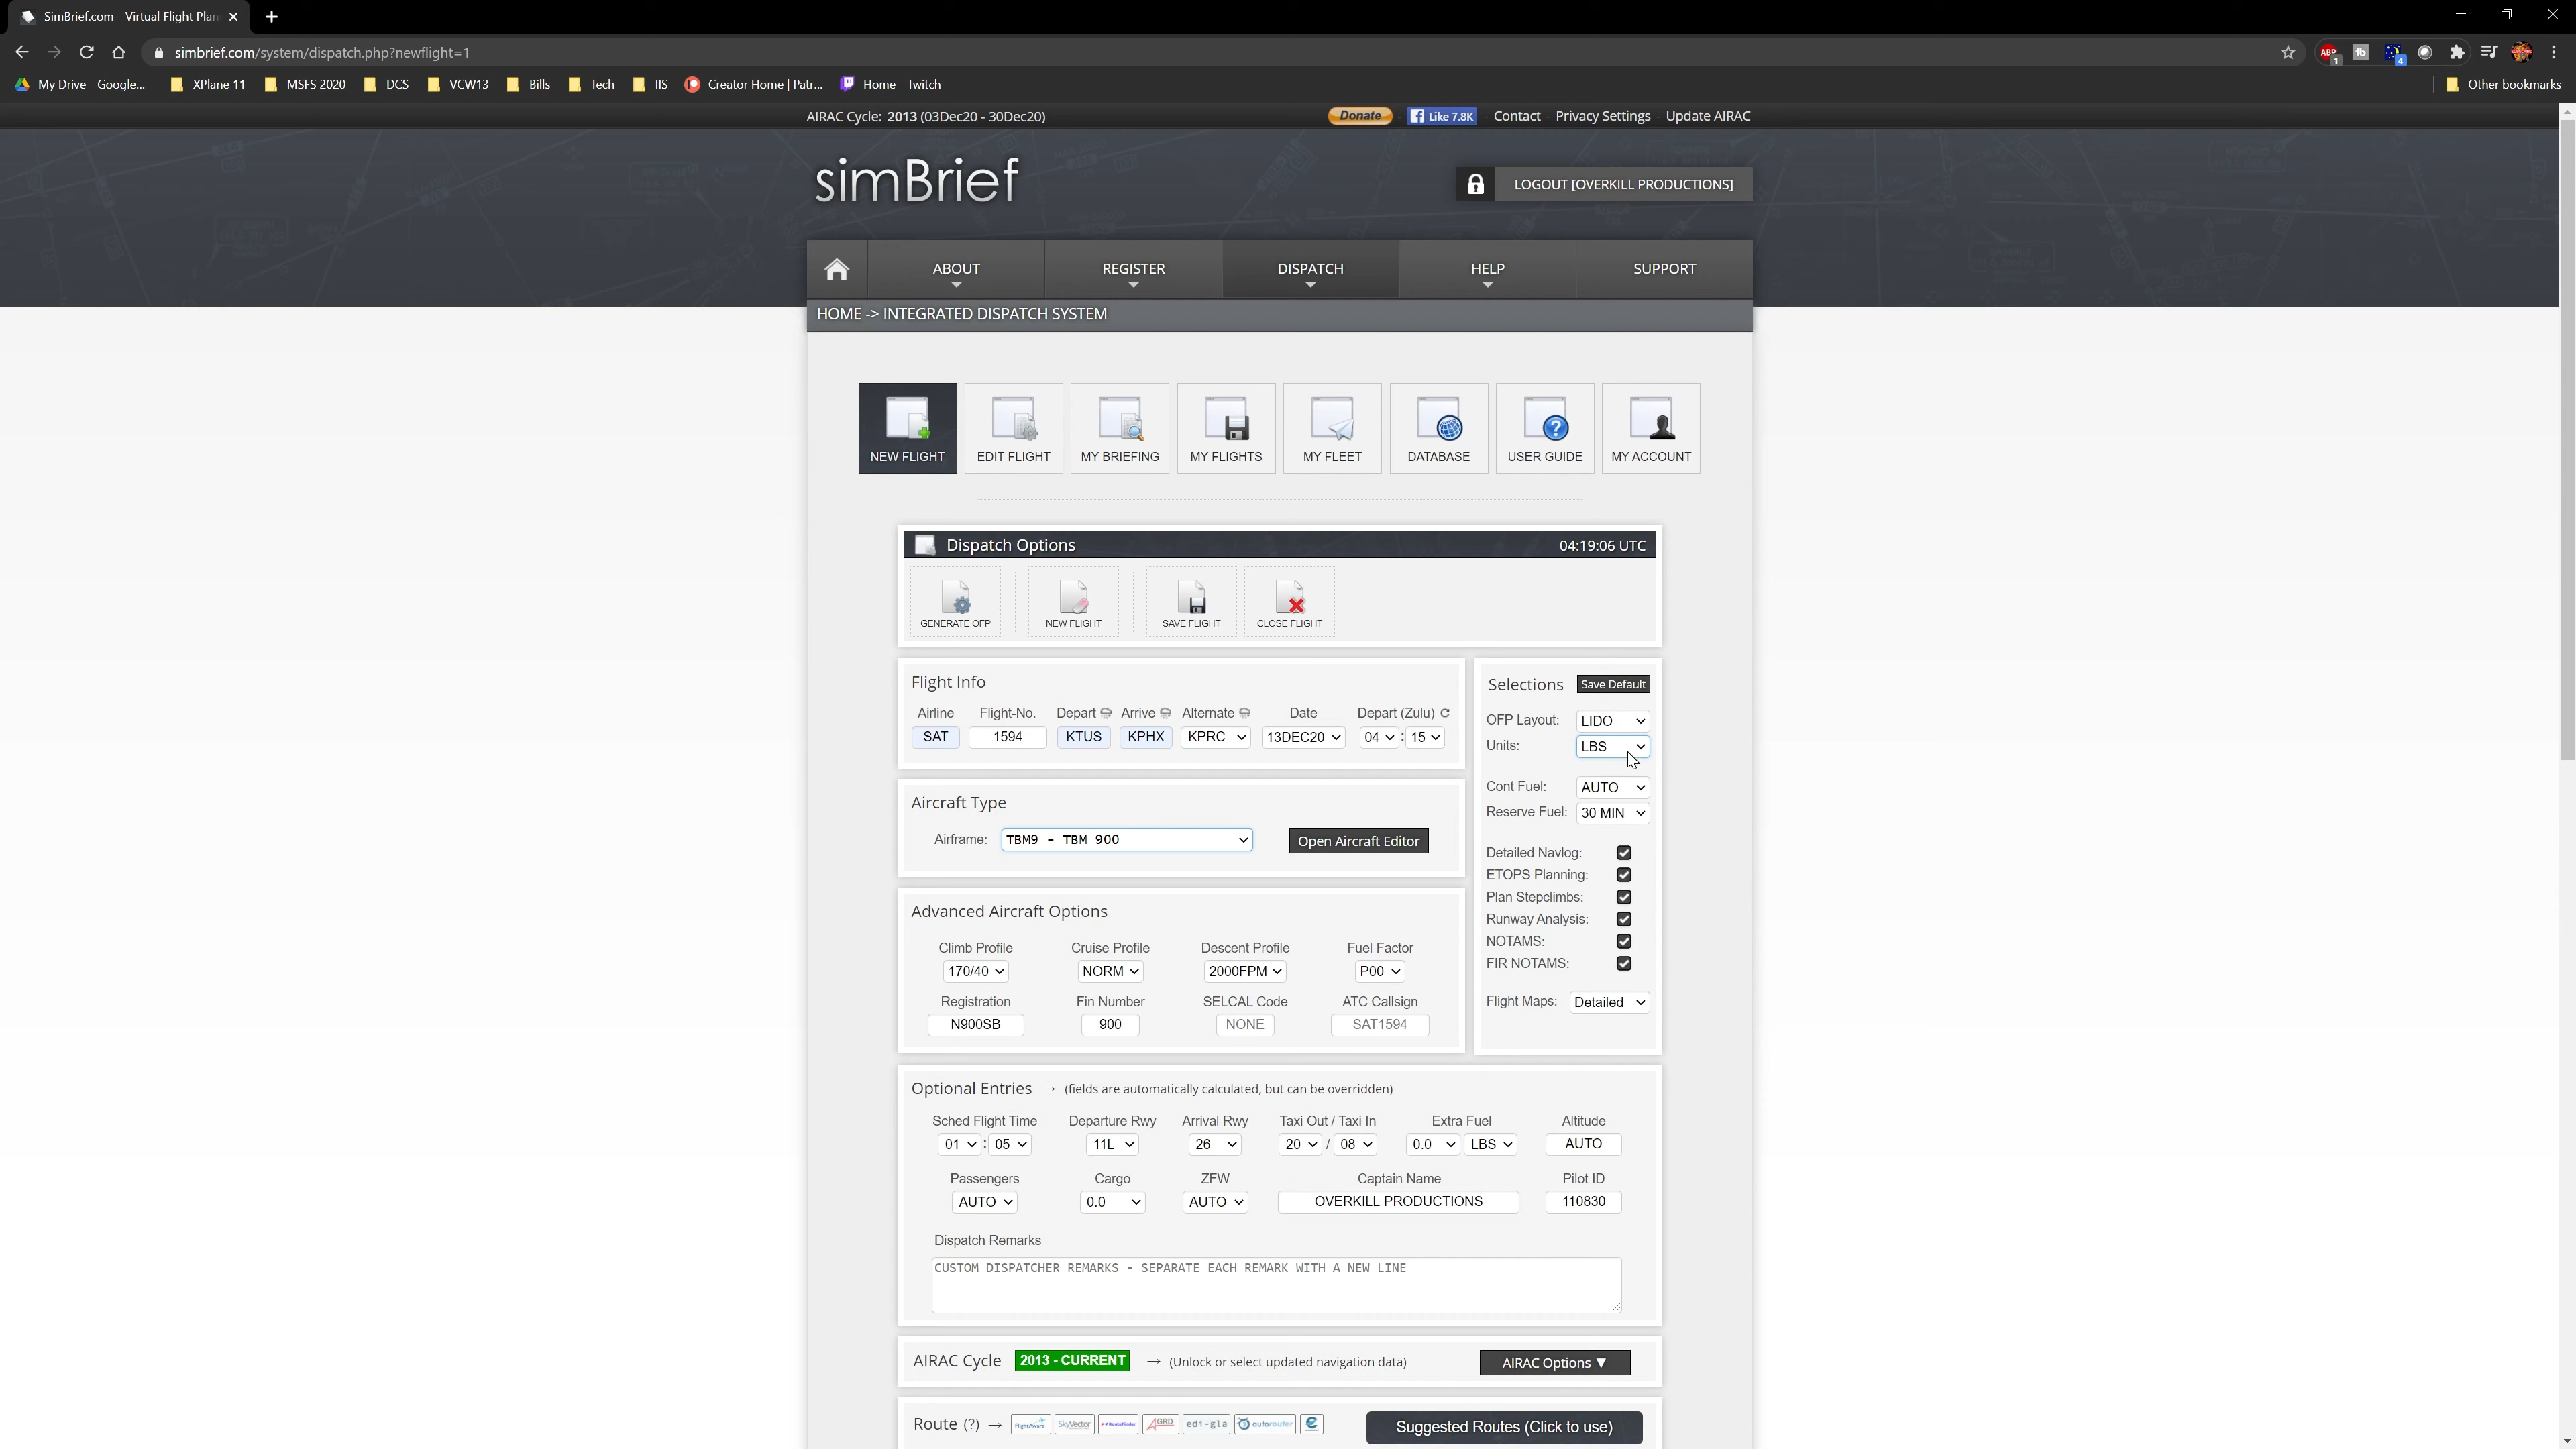 SimBrief.com - Virtual Flight Plan
simbrief.com/system/dispatch.php?newflight=1
ABP 1 tb 4
My Drive - Google... XPlane 11 MSFS 2020 DCS VCW13 Bills Tech IIS Creator Home | Patr... Home - Twitch Other bookmarks
AIRAC Cycle: 2013 (03Dec20 - 30Dec20) Donate - Like 7.8K - Contact - Privacy Settings - Update AIRAC
simBrief
LOGOUT [OVERKILL PRODUCTIONS]
ABOUT REGISTER DISPATCH HELP SUPPORT
HOME -> INTEGRATED DISPATCH SYSTEM
NEW FLIGHT EDIT FLIGHT MY BRIEFING MY FLIGHTS MY FLEET DATABASE USER GUIDE MY ACCOUNT
Dispatch Options 04:19:06 UTC
GENERATE OFP NEW FLIGHT SAVE FLIGHT CLOSE FLIGHT
Flight Info
Airline Flight-No. Depart Arrive Alternate Date Depart (Zulu)
SAT 1594 KTUS KPHX KPRC 13DEC20 04 : 15
Aircraft Type
Airframe: TBM9 - TBM 900 Open Aircraft Editor
Advanced Aircraft Options
Climb Profile Cruise Profile Descent Profile Fuel Factor
170/40 NORM 2000FPM P00
Registration Fin Number SELCAL Code ATC Callsign
N900SB 900 NONE SAT1594
Selections Save Default
OFP Layout: LIDO
Units: LBS
Cont Fuel: AUTO
Reserve Fuel: 30 MIN
Detailed Navlog:
ETOPS Planning:
Plan Stepclimbs:
Runway Analysis:
NOTAMS:
FIR NOTAMS:
Flight Maps: Detailed
Optional Entries → (fields are automatically calculated, but can be overridden)
Sched Flight Time Departure Rwy Arrival Rwy Taxi Out / Taxi In Extra Fuel Altitude
01 : 05 11L 26 20 / 08 0.0 LBS AUTO
Passengers Cargo ZFW Captain Name Pilot ID
AUTO 0.0 AUTO OVERKILL PRODUCTIONS 110830
Dispatch Remarks
CUSTOM DISPATCHER REMARKS - SEPARATE EACH REMARK WITH A NEW LINE
AIRAC Cycle 2013 - CURRENT → (Unlock or select updated navigation data) AIRAC Options ▼
Route (?) → FlightAware SkyVector RouteFinder AGRD edi-gla autorouter Suggested Routes (Click to use)